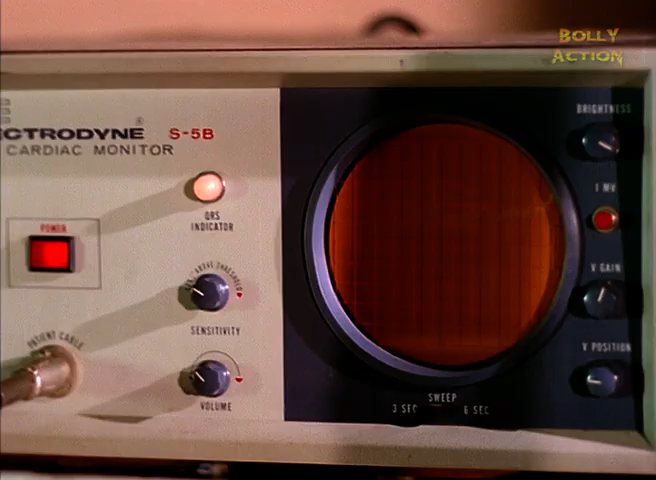 BOLLY
ACTION
CTRODYNE® S-5B
CARDIAC MONITOR
POWER
QRS
INDICATOR
SENSITIVITY
PATIENT CABLE
VOLUME
BRIGHTNESS
1 MV
V GAIN
V POSITION
SWEEP
3 SEC
6 SEC